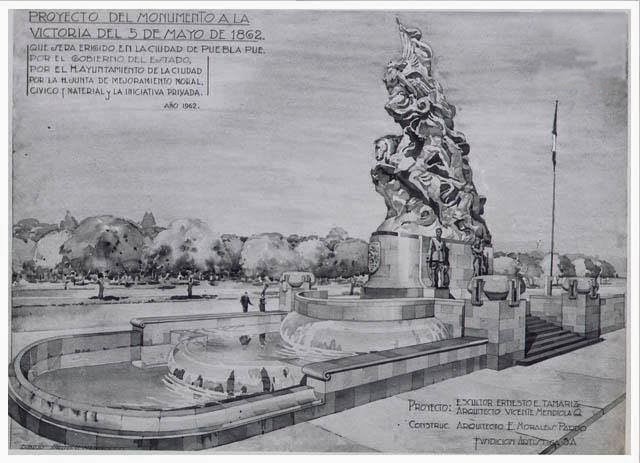 PROYECTO DEL MONUMENTO A LA
VICTORIA DEL 5 DE MAYO DE 1862.
QUE SERA ERIGIDO EN LA CIUDAD DE PUEBLA PUE.
POR EL GOBIERNO DEL ESTADO,
POR EL H. AYUNTAMIENTO DE LA CIUDAD
POR LA H. JUNTA DE MEJORAMIENTO MORAL,
CIVICO Y MATERIAL Y LA INICIATIVA PRIVADA.
AÑO 1962.
PROYECTO: ESCULTOR ERNESTO E. TAMARIZ
ARQUITECTO VICENTE MENDIOLA Q.
CONSTRUC. ARQUITECTO E. MORALES PARDO
FUNDICION ARTISTICA S.A